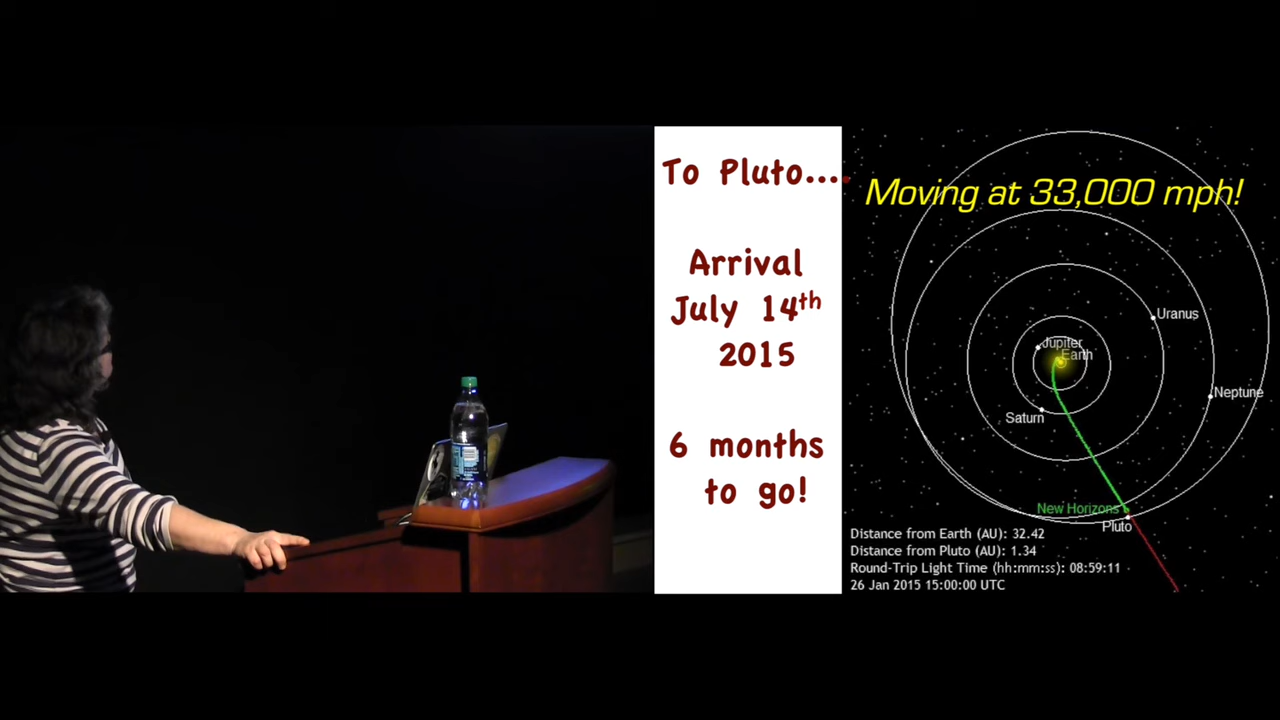 To Pluto....
Arrival
July 14th
2015
6 months
to go!
Moving at 33,000 mph!
Uranus
Jupiter
Earth
Neptune
Saturn
New Horizons
Pluto
Distance from Earth (AU): 32.42
Distance from Pluto (AU): 1.34
Round-Trip Light Time (hh:mm:ss): 08:59:11
26 Jan 2015 15:00:00 UTC